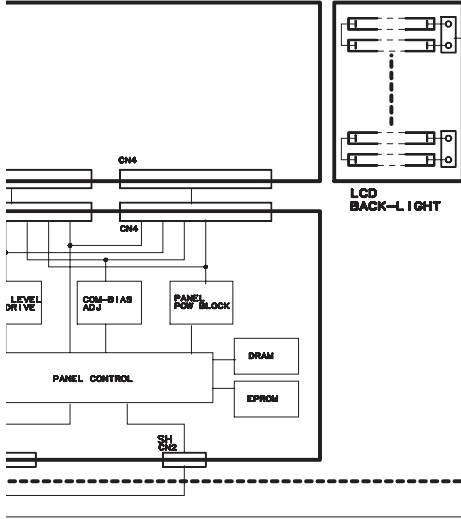 CN4
LCD
BACK-LIGHT
CN4
LEVEL
DRIVE
COM-BIAS
ADJ
PANEL
POW BLOCK
DRAM
PANEL CONTROL
EPROM
SH
CN2